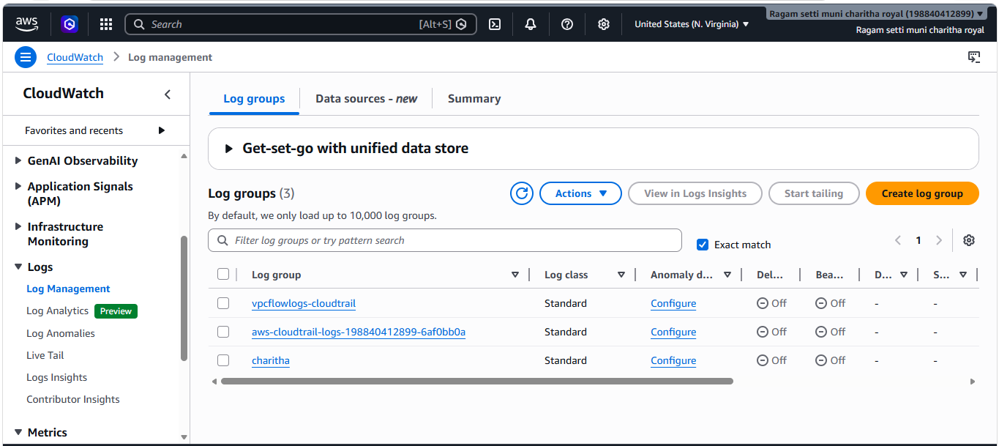 aws
Search [Alt+S]
United States (N. Virginia) ▼
Ragam setti muni charitha royal (198840412899) ▼
Ragam setti muni charitha royal
CloudWatch > Log management
CloudWatch
Favorites and recents
GenAI Observability
Application Signals
(APM)
Infrastructure
Monitoring
Logs
Log Management
Log Analytics Preview
Log Anomalies
Live Tail
Logs Insights
Contributor Insights
Metrics
Log groups Data sources - new Summary
Get-set-go with unified data store
Log groups (3)
Actions ▼ View in Logs Insights Start tailing Create log group
By default, we only load up to 10,000 log groups.
Filter log groups or try pattern search
Exact match
1
Log group Log class Anomaly d... Del... Bea... D... S...
vpcflowlogs-cloudtrail Standard Configure Off Off - -
aws-cloudtrail-logs-198840412899-6af0bb0a Standard Configure Off Off - -
charitha Standard Configure Off Off - -